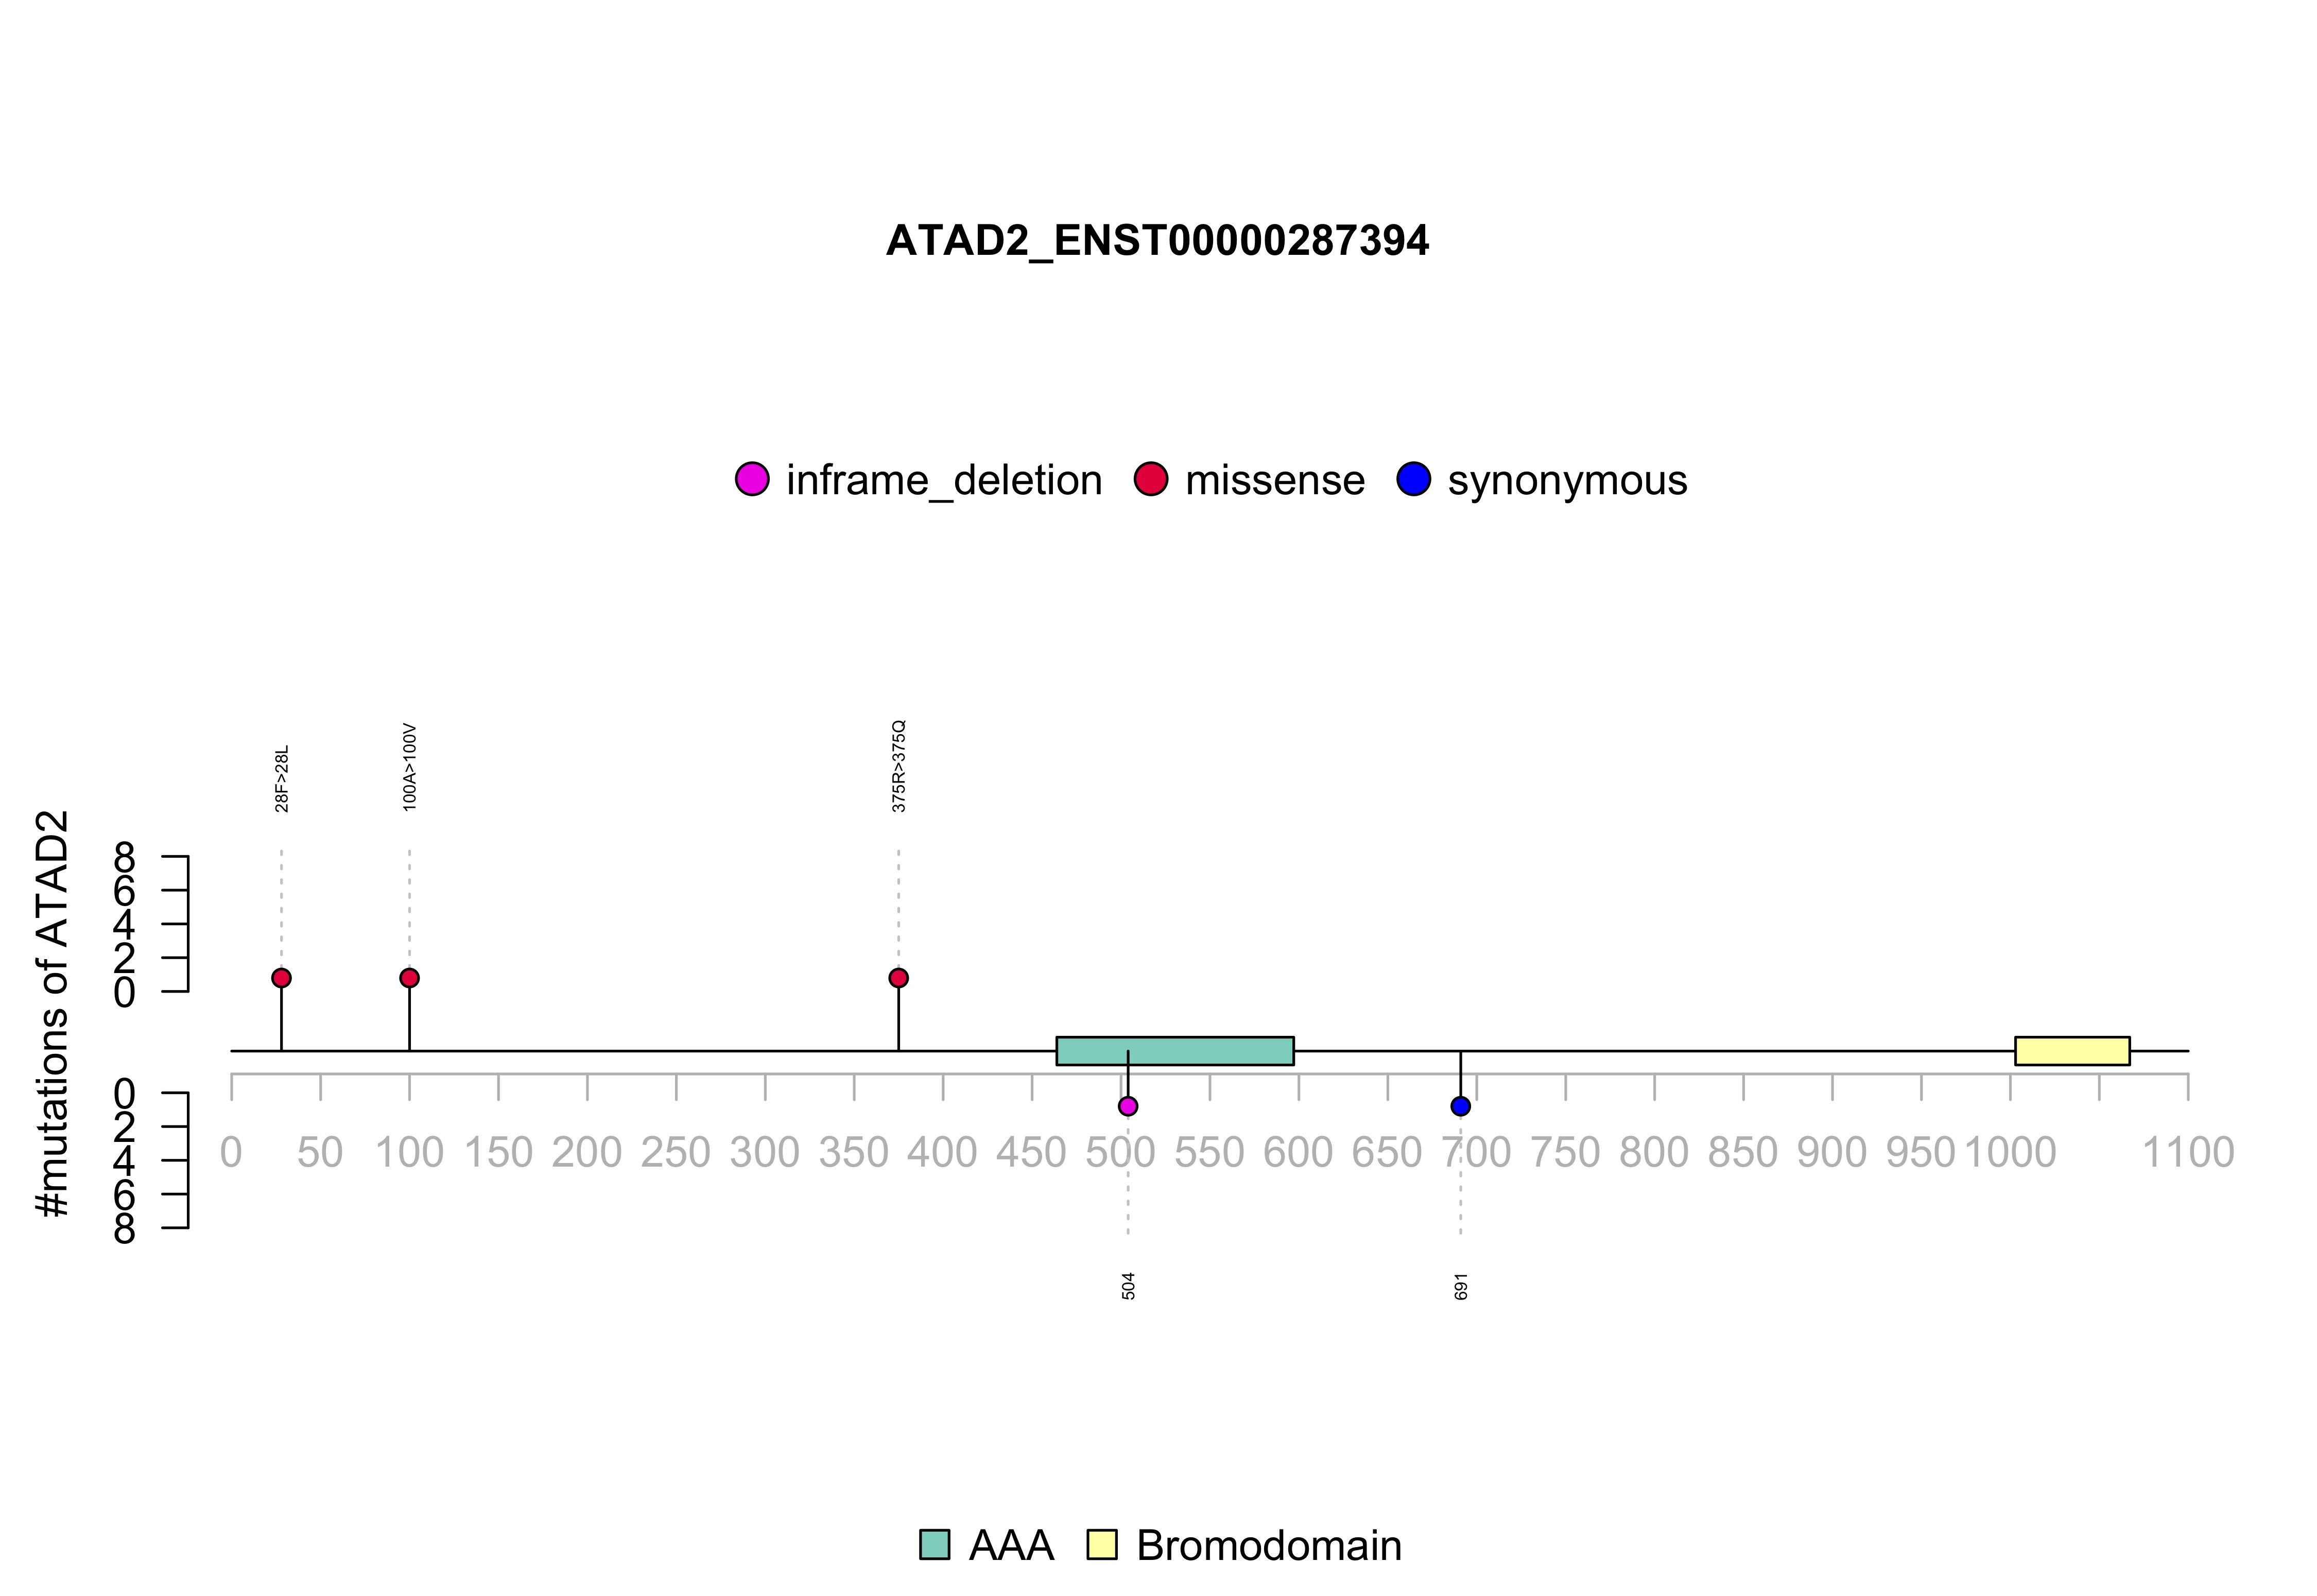 ATAD2_ENST00000287394
inframe_deletion missense synonymous
28F>28L 100A>100V 375R>375Q
#mutations of ATAD2
8
6
4
2
0
0
2
4
6
8
0 50 100 150 200 250 300 350 400 450 500 550 600 650 700 750 800 850 900 950 1000 1100
504 691
AAA Bromodomain